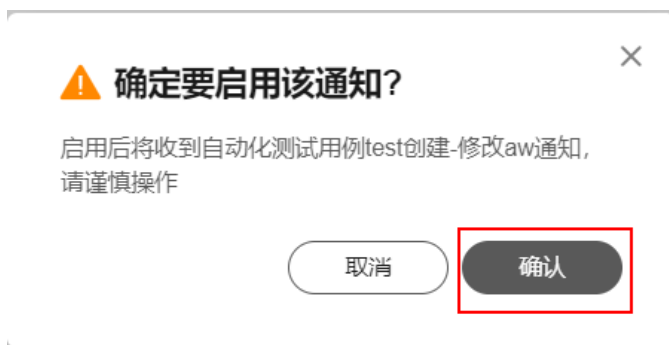 确定要启用该通知?
启用后将收到自动化测试用例test创建-修改aw通知,
请谨慎操作
取消
确认